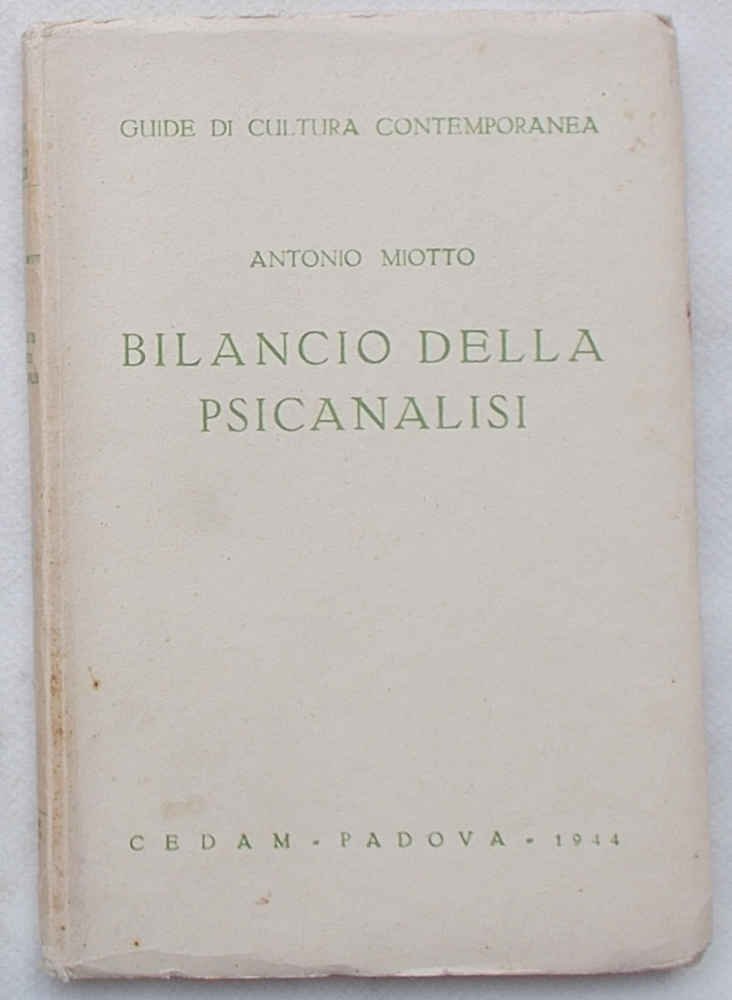 GUIDE DI CULTURA CONTEMPORANEA
ANTONIO MIOTTO
BILANCIO DELLA
PSICANALISI
CEDAM - PADOVA - 1944